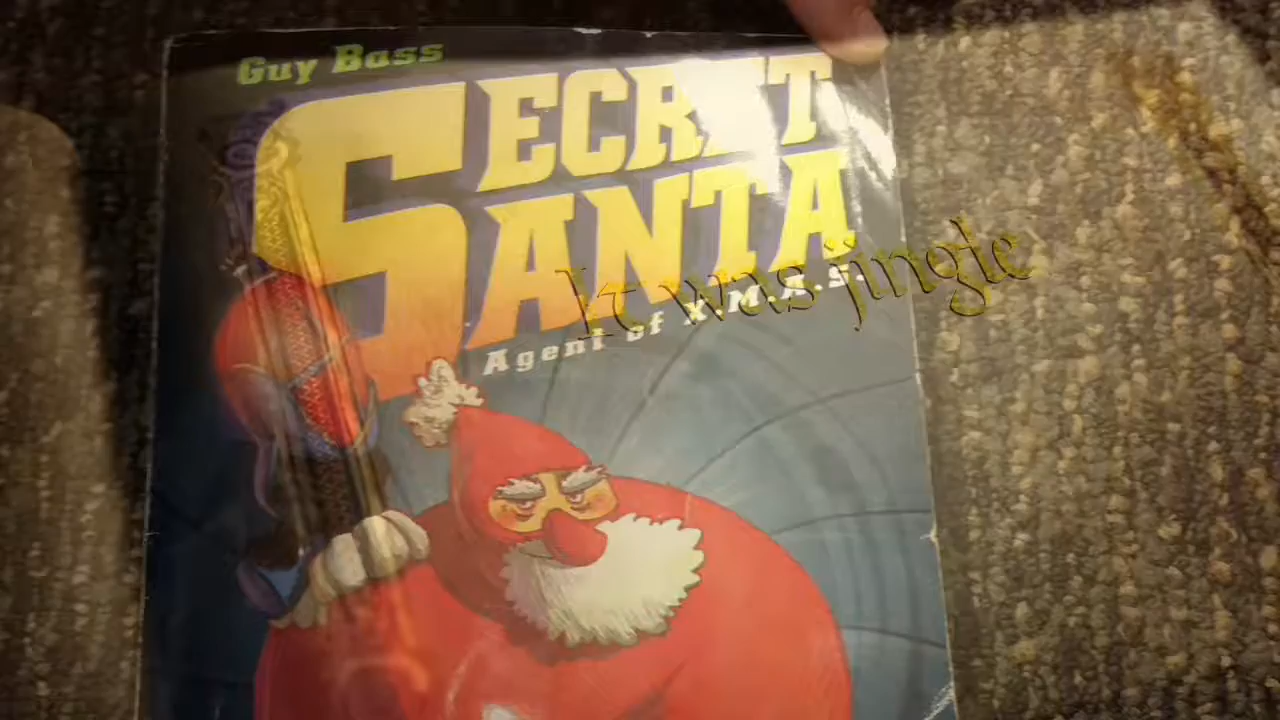 Guy Bass
SECRET
SANTA
Agent of X.M.A.S.
It was jingle